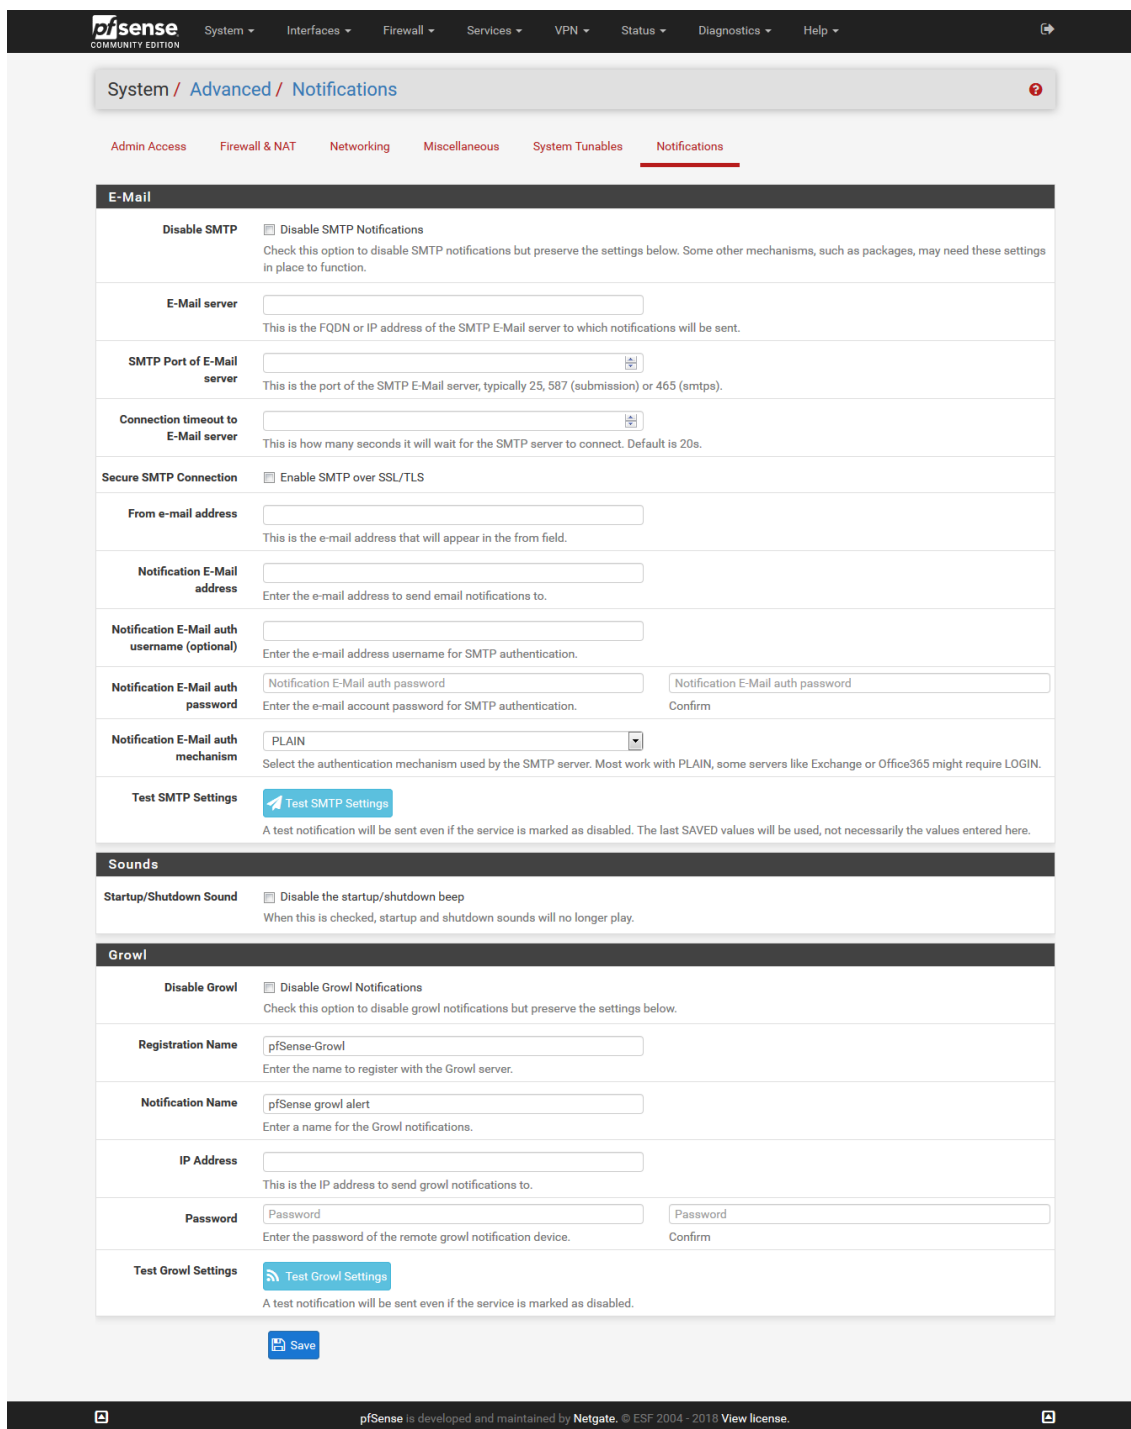 pfsense System Interfaces Firewall Services VPN Status Diagnostics Help
COMMUNITY EDITION
System / Advanced / Notifications
Admin Access Firewall & NAT Networking Miscellaneous System Tunables Notifications
E-Mail
Disable SMTP Disable SMTP Notifications
Check this option to disable SMTP notifications but preserve the settings below. Some other mechanisms, such as packages, may need these settings
in place to function.
E-Mail server
This is the FQDN or IP address of the SMTP E-Mail server to which notifications will be sent.
SMTP Port of E-Mail
server
This is the port of the SMTP E-Mail server, typically 25, 587 (submission) or 465 (smtps).
Connection timeout to
E-Mail server
This is how many seconds it will wait for the SMTP server to connect. Default is 20s.
Secure SMTP Connection Enable SMTP over SSL/TLS
From e-mail address
This is the e-mail address that will appear in the from field.
Notification E-Mail
address
Enter the e-mail address to send email notifications to.
Notification E-Mail auth
username (optional)
Enter the e-mail address username for SMTP authentication.
Notification E-Mail auth
password
Notification E-Mail auth password Notification E-Mail auth password
Enter the e-mail account password for SMTP authentication. Confirm
Notification E-Mail auth
mechanism
PLAIN
Select the authentication mechanism used by the SMTP server. Most work with PLAIN, some servers like Exchange or Office365 might require LOGIN.
Test SMTP Settings Test SMTP Settings
A test notification will be sent even if the service is marked as disabled. The last SAVED values will be used, not necessarily the values entered here.
Sounds
Startup/Shutdown Sound Disable the startup/shutdown beep
When this is checked, startup and shutdown sounds will no longer play.
Growl
Disable Growl Disable Growl Notifications
Check this option to disable growl notifications but preserve the settings below.
Registration Name pfSense-Growl
Enter the name to register with the Growl server.
Notification Name pfSense growl alert
Enter a name for the Growl notifications.
IP Address
This is the IP address to send growl notifications to.
Password Password Password
Enter the password of the remote growl notification device. Confirm
Test Growl Settings Test Growl Settings
A test notification will be sent even if the service is marked as disabled.
Save
pfSense is developed and maintained by Netgate. © ESF 2004 - 2018 View license.